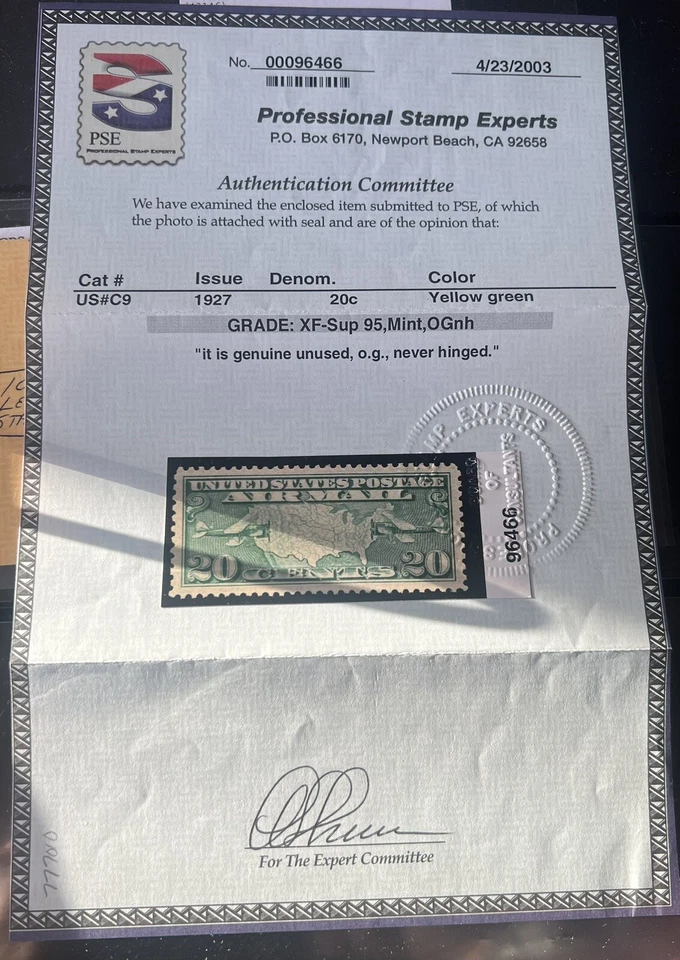 PSE
PROFESSIONAL STAMP EXPERTS
No. 00096466
4/23/2003
Professional Stamp Experts
P.O. Box 6170, Newport Beach, CA 92658
Authentication Committee
We have examined the enclosed item submitted to PSE, of which
the photo is attached with seal and are of the opinion that:
Cat # Issue Denom. Color
US#C9 1927 20c Yellow green
GRADE: XF-Sup 95,Mint,OGnh
"it is genuine unused, o.g., never hinged."
UNITED STATES POSTAGE
AIR MAIL
20 CENTS 20
96466
EXPERTS
OF
For The Expert Committee